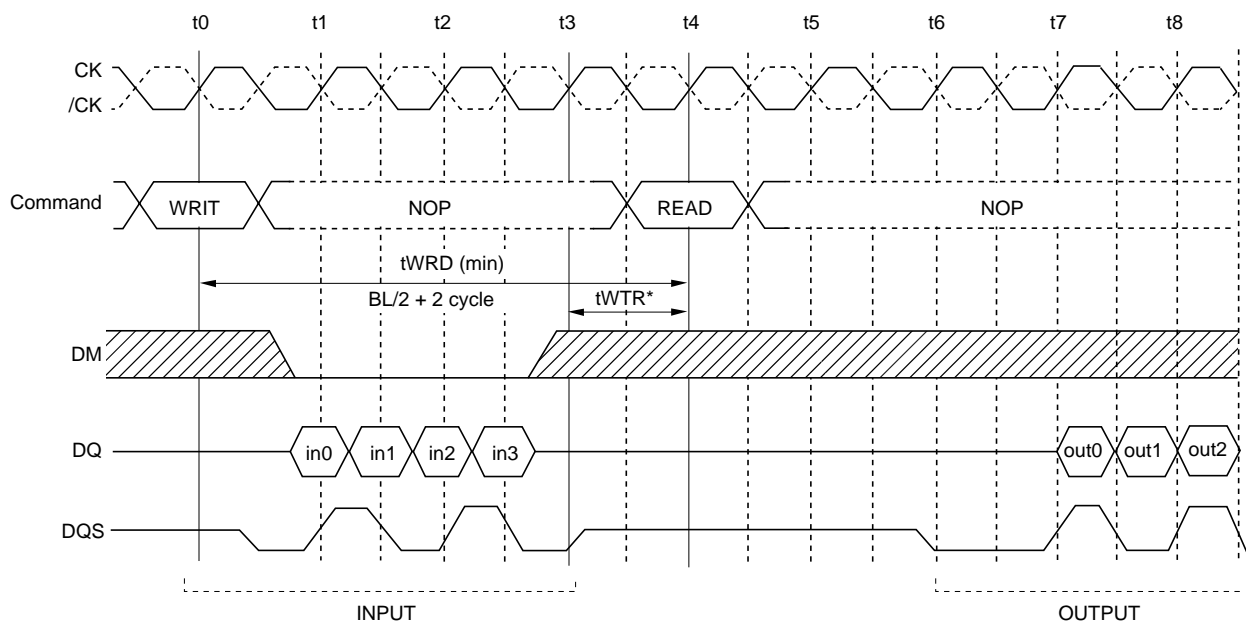 t0 t1 t2 t3 t4 t5 t6 t7 t8
CK
/CK
Command WRIT NOP READ NOP
tWRD (min)
BL/2 + 2 cycle tWTR*
DM
DQ in0 in1 in2 in3 out0 out1 out2
DQS
INPUT OUTPUT